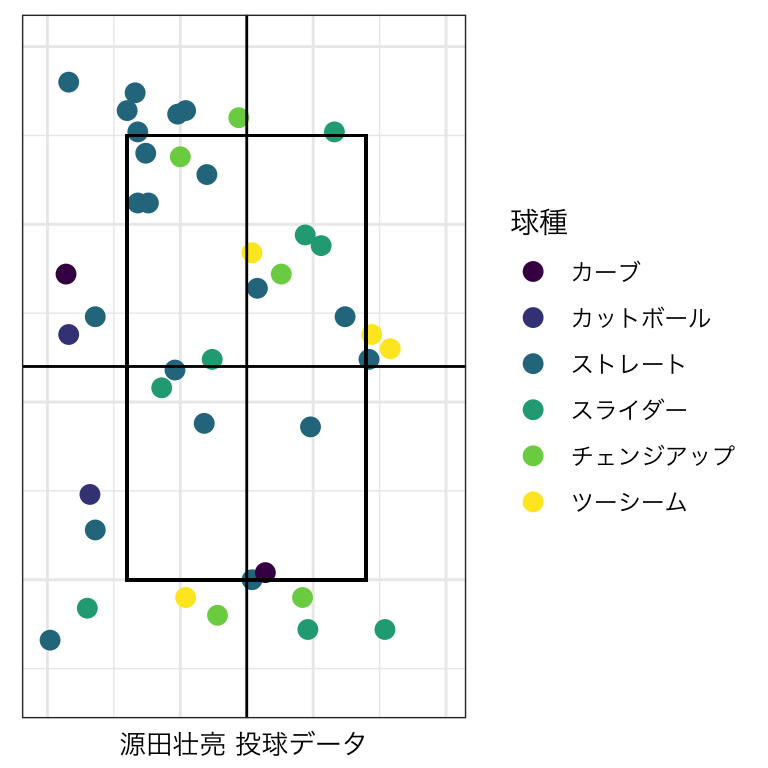 球種
カーブ
カットボール
ストレート
スライダー
チェンジアップ
ツーシーム
源田壮亮 投球データ